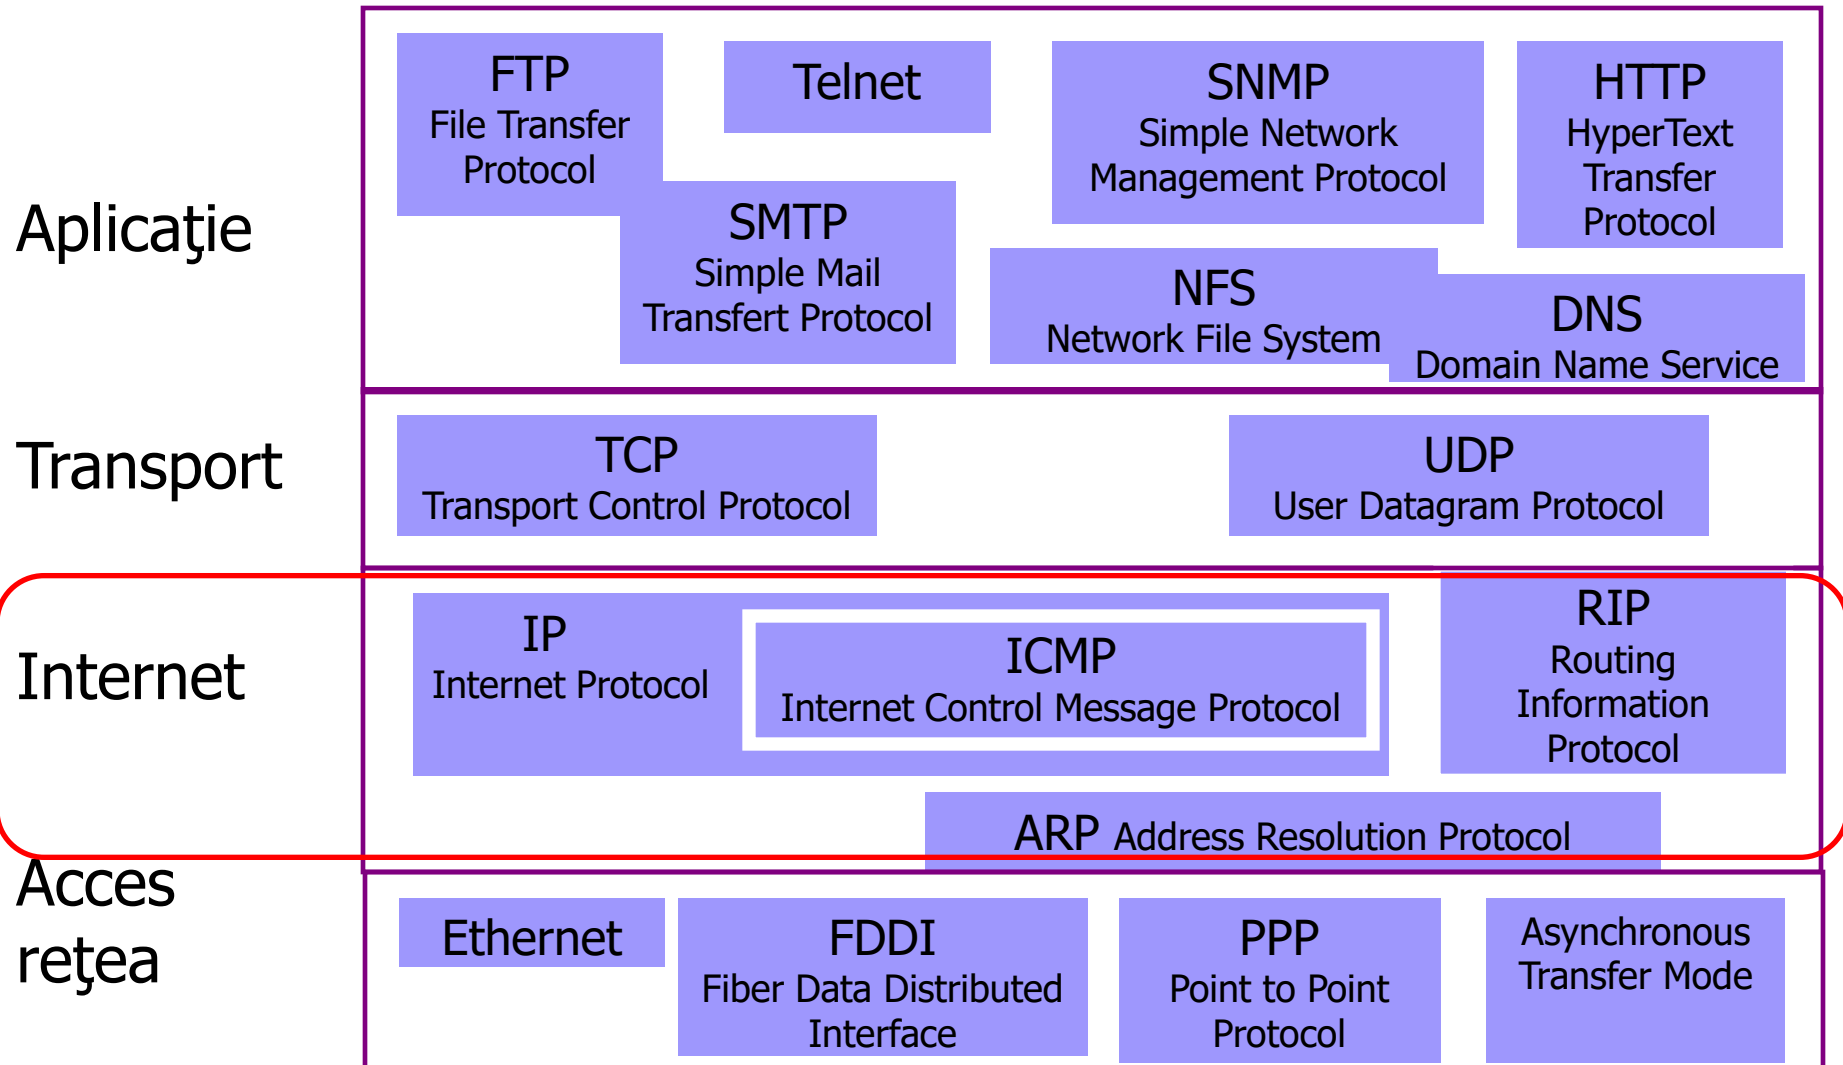 Aplicaţie
FTP
File Transfer
Protocol
Telnet
SNMP
Simple Network
Management Protocol
HTTP
HyperText
Transfer
Protocol
SMTP
Simple Mail
Transfert Protocol
NFS
Network File System
DNS
Domain Name Service
Transport
TCP
Transport Control Protocol
UDP
User Datagram Protocol
Internet
IP
Internet Protocol
ICMP
Internet Control Message Protocol
RIP
Routing
Information
Protocol
ARP Address Resolution Protocol
Acces
reţea
Ethernet
FDDI
Fiber Data Distributed
Interface
PPP
Point to Point
Protocol
Asynchronous
Transfer Mode